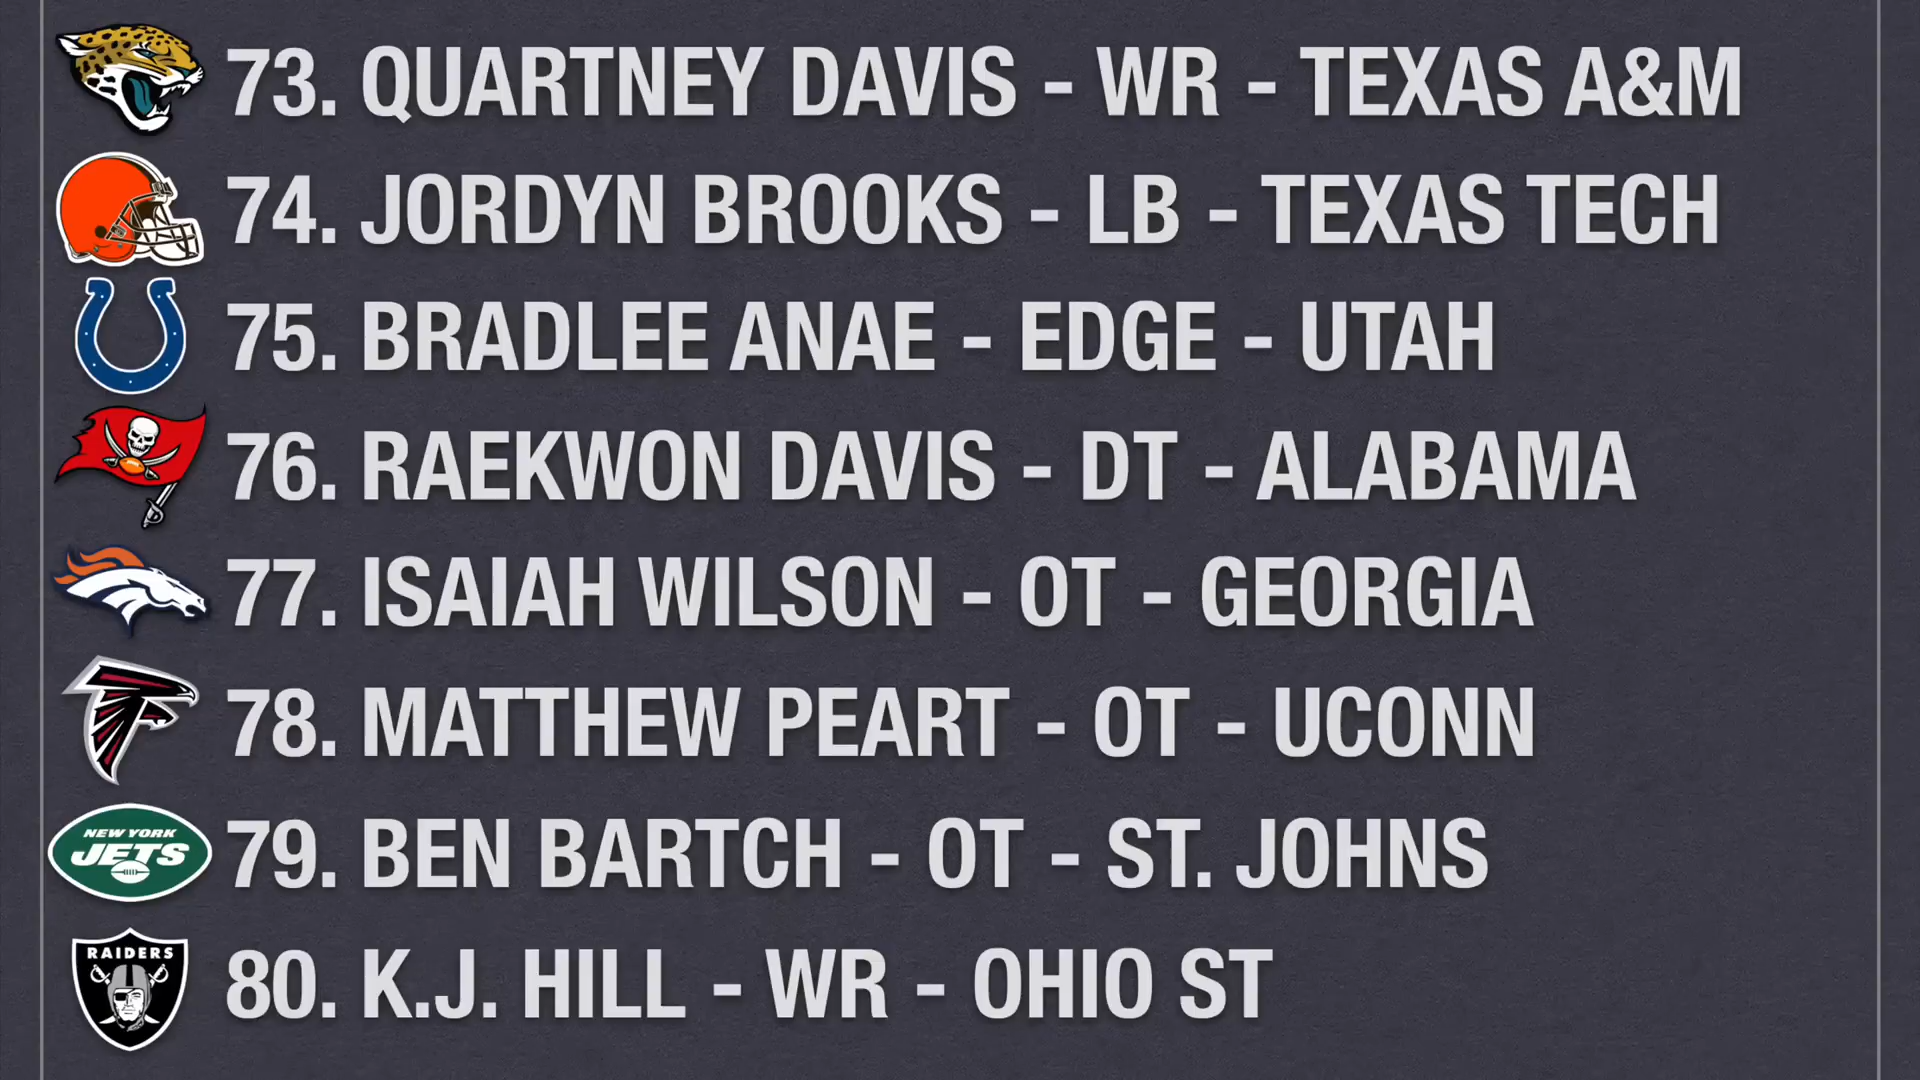 73. QUARTNEY DAVIS - WR - TEXAS A&M
74. JORDYN BROOKS - LB - TEXAS TECH
75. BRADLEE ANAE - EDGE - UTAH
76. RAEKWON DAVIS - DT - ALABAMA
77. ISAIAH WILSON - OT - GEORGIA
78. MATTHEW PEART - OT - UCONN
NEW YORK
JETS
79. BEN BARTCH - OT - ST. JOHNS
RAIDERS
80. K.J. HILL - WR - OHIO ST